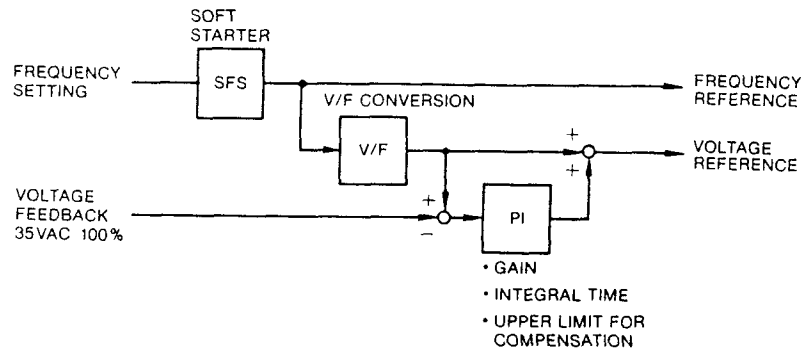 SOFT
STARTER
FREQUENCY
SETTING
SFS
FREQUENCY
REFERENCE
V/F CONVERSION
V/F
+
+
VOLTAGE
REFERENCE
VOLTAGE
FEEDBACK
35VAC 100%
+
−
PI
• GAIN
• INTEGRAL TIME
• UPPER LIMIT FOR
COMPENSATION